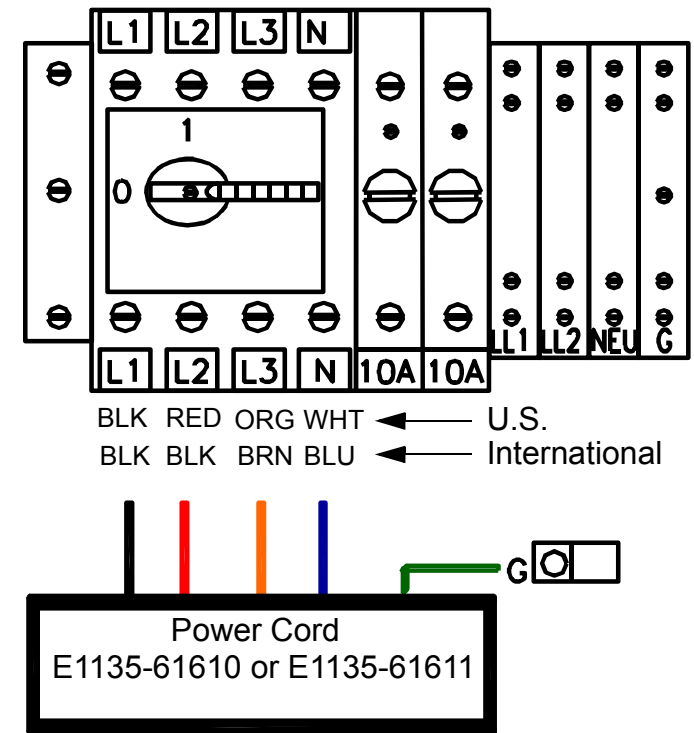 L1 L2 L3 N
1
0
LL1 LL2 NEU G
L1 L2 L3 N 10A 10A
BLK RED ORG WHT U.S.
BLK BLK BRN BLU International
G
Power Cord
E1135-61610 or E1135-61611